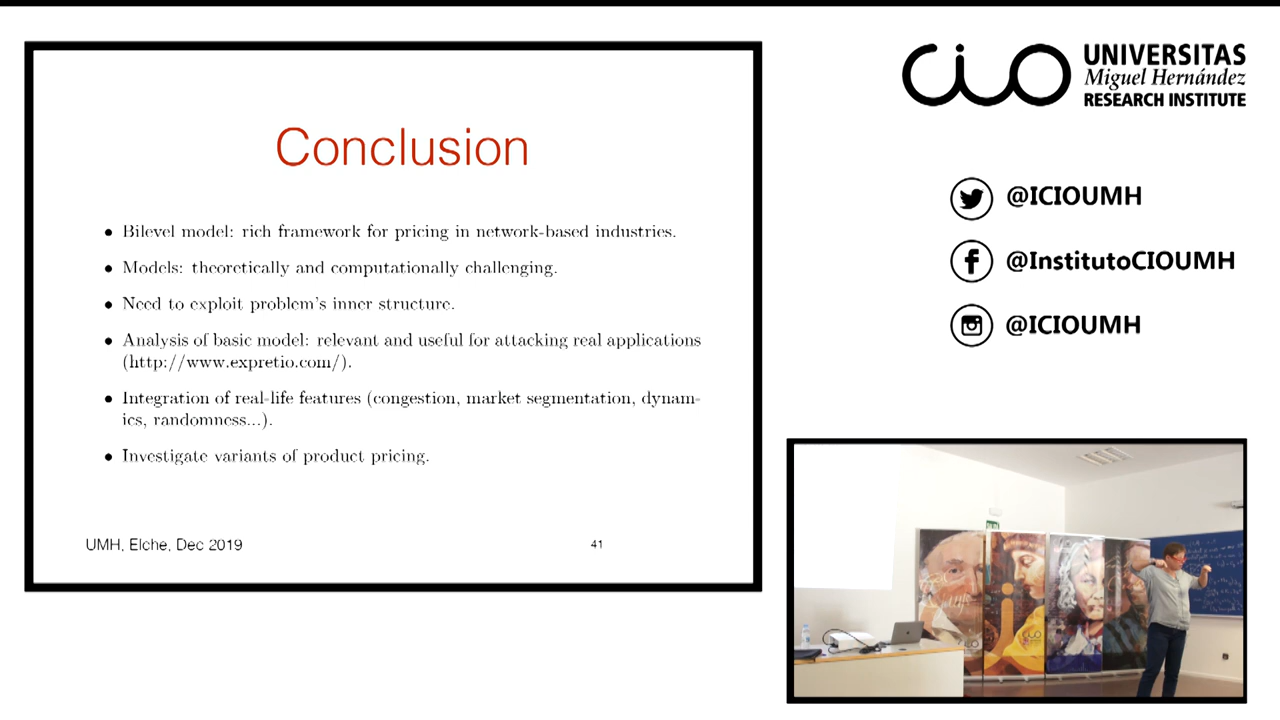 Conclusion
• Bilevel model: rich framework for pricing in network-based industries.
• Models: theoretically and computationally challenging.
• Need to exploit problem's inner structure.
• Analysis of basic model: relevant and useful for attacking real applications
(http://www.expretio.com/).
• Integration of real-life features (congestion, market segmentation, dynam-
ics, randomness...).
• Investigate variants of product pricing.
UMH, Elche, Dec 2019
41
cio
UNIVERSITAS
Miguel Hernández
RESEARCH INSTITUTE
@ICIOUMH
@InstitutoCIOUMH
@ICIOUMH